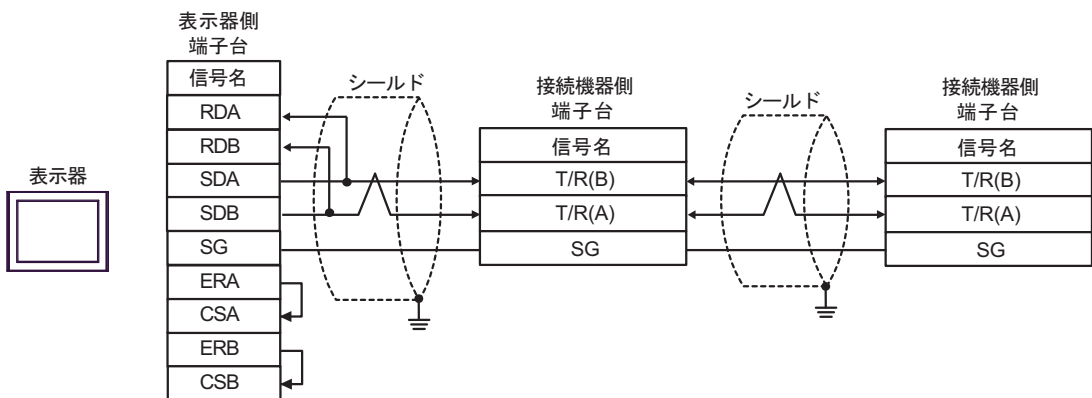 表示器
表示器側
端子台
信号名
RDA
RDB
SDA
SDB
SG
ERA
CSA
ERB
CSB
シールド
接続機器側
端子台
信号名
T/R(B)
T/R(A)
SG
シールド
接続機器側
端子台
信号名
T/R(B)
T/R(A)
SG